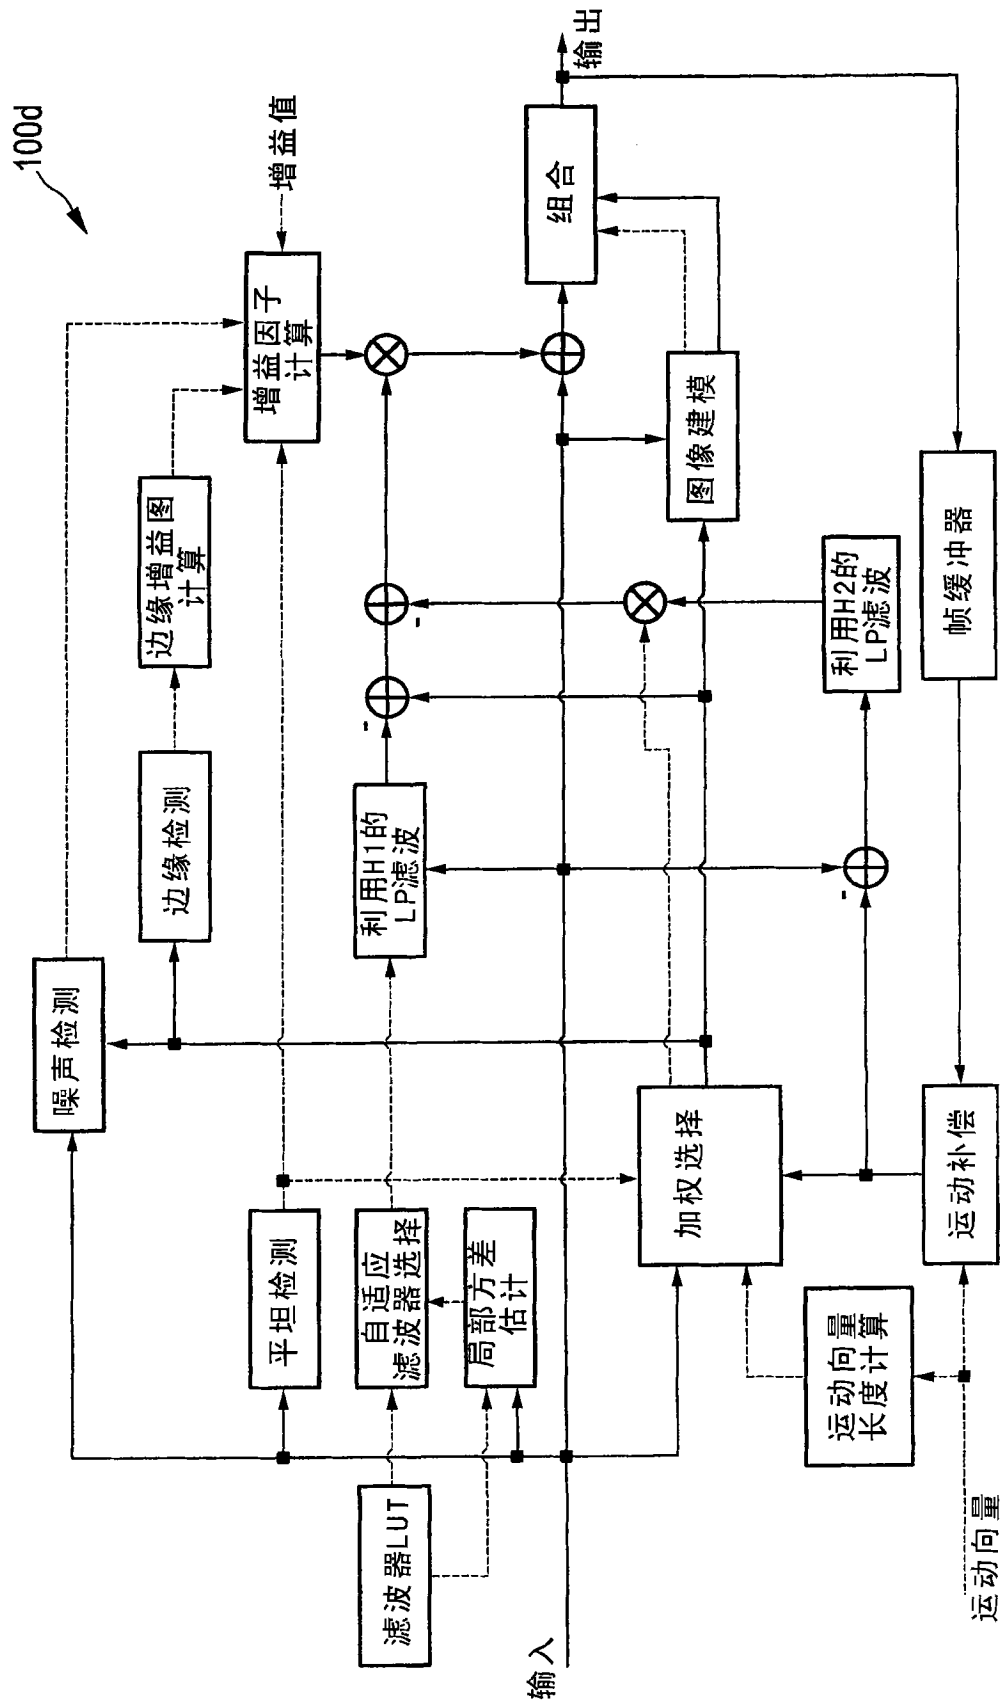 100d
增益值
噪声检测
边缘检测
边缘增益图
计算
增益因子
计算
平坦检测
滤波器LUT
自适应
滤波器选择
局部方差
估计
利用H1的
LP滤波
-
-
输入
组合
输出
加权选择
图像建模
运动向量
长度计算
-
利用H2的
LP滤波
运动向量
运动补偿
帧缓冲器